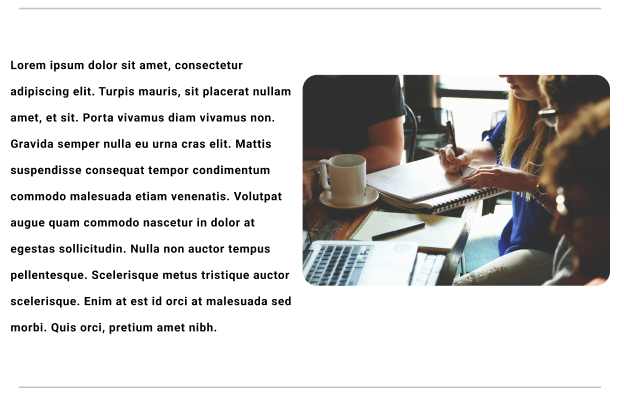 Lorem ipsum dolor sit amet, consectetur
adipiscing elit. Turpis mauris, sit placerat nullam
amet, et sit. Porta vivamus diam vivamus non.
Gravida semper nulla eu urna cras elit. Mattis
suspendisse consequat tempor condimentum
commodo malesuada etiam venenatis. Volutpat
augue quam commodo nascetur in dolor at
egestas sollicitudin. Nulla non auctor tempus
pellentesque. Scelerisque metus tristique auctor
scelerisque. Enim at est id orci at malesuada sed
morbi. Quis orci, pretium amet nibh.